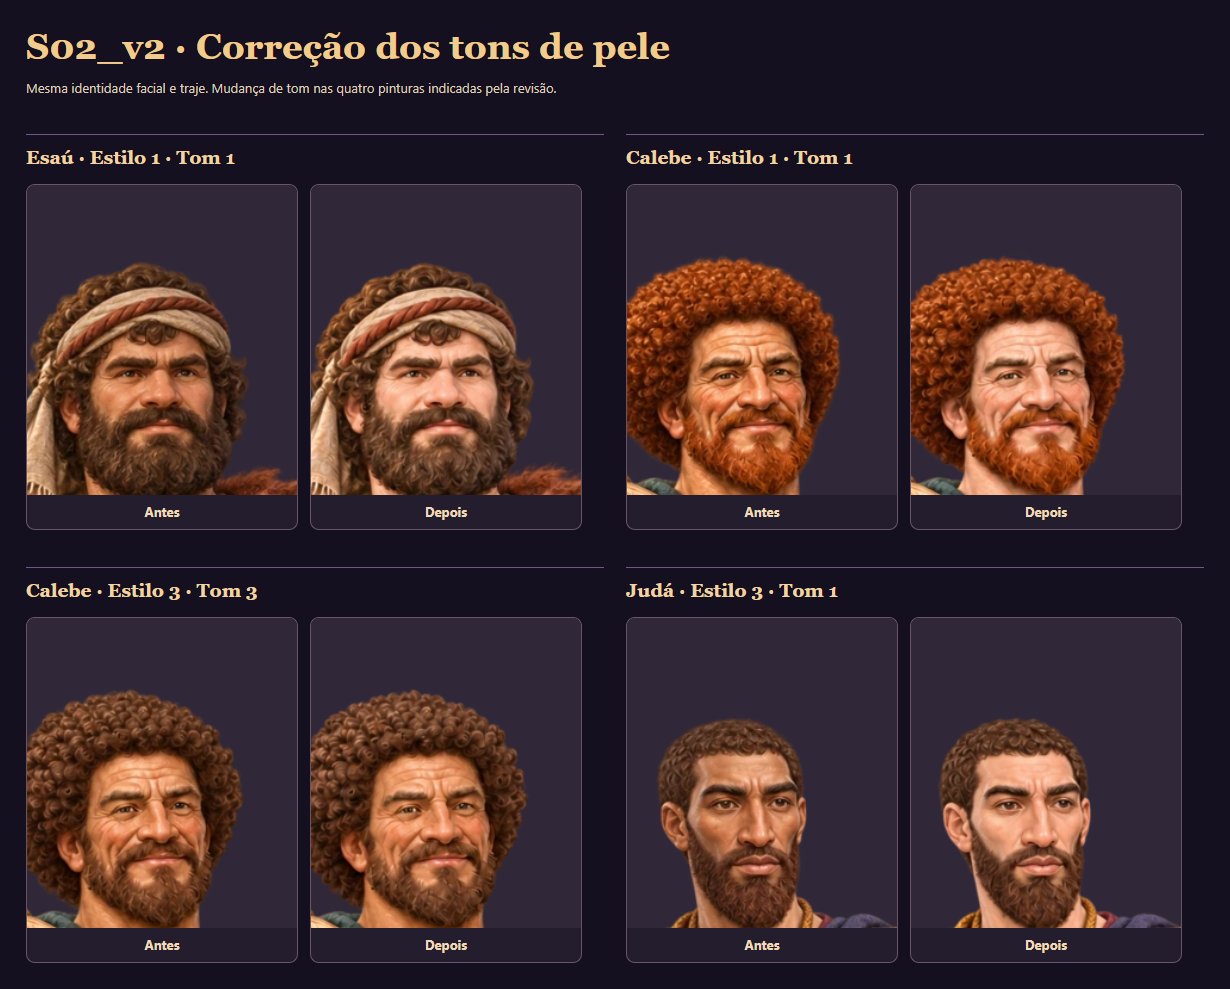 S02_v2 · Correção dos tons de pele
Mesma identidade facial e traje. Mudança de tom nas quatro pinturas indicadas pela revisão.
Esaú · Estilo 1 · Tom 1
Antes
Depois
Calebe · Estilo 1 · Tom 1
Antes
Depois
Calebe · Estilo 3 · Tom 3
Antes
Depois
Judá · Estilo 3 · Tom 1
Antes
Depois